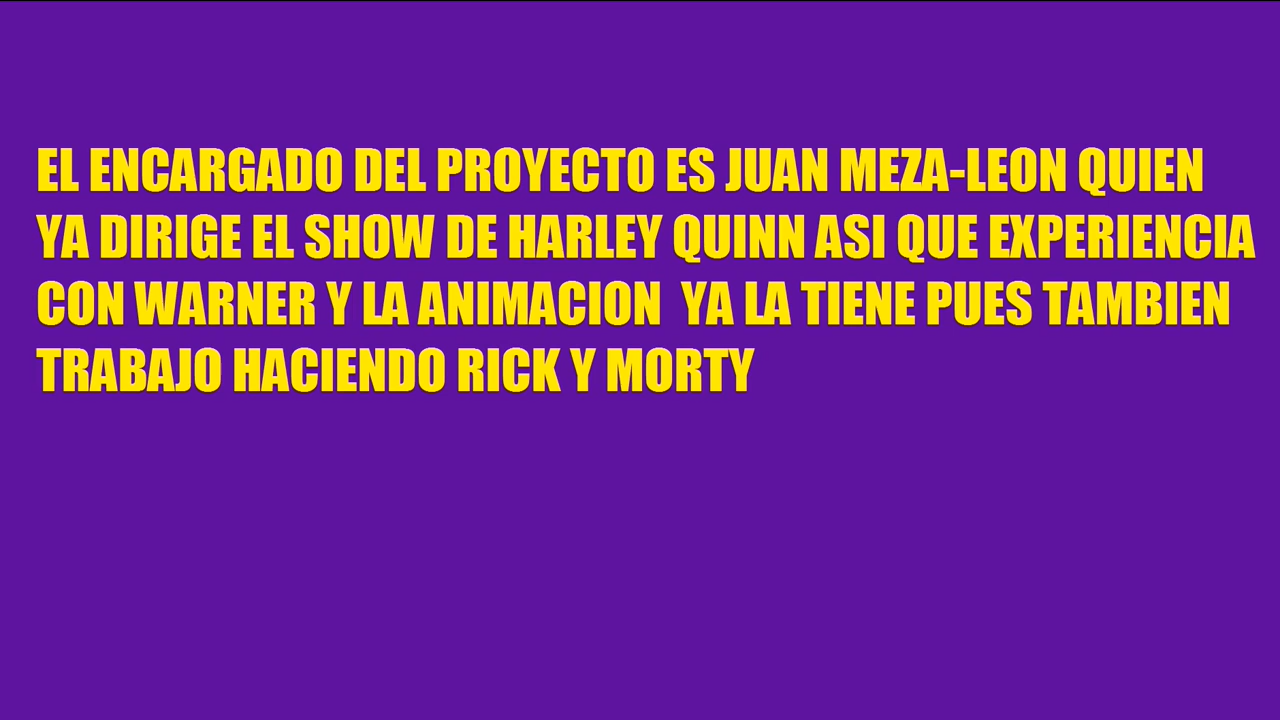 EL ENCARGADO DEL PROYECTO ES JUAN MEZA-LEON QUIEN
YA DIRIGE EL SHOW DE HARLEY QUINN ASI QUE EXPERIENCIA
CON WARNER Y LA ANIMACION  YA LA TIENE PUES TAMBIEN
TRABAJO HACIENDO RICK Y MORTY